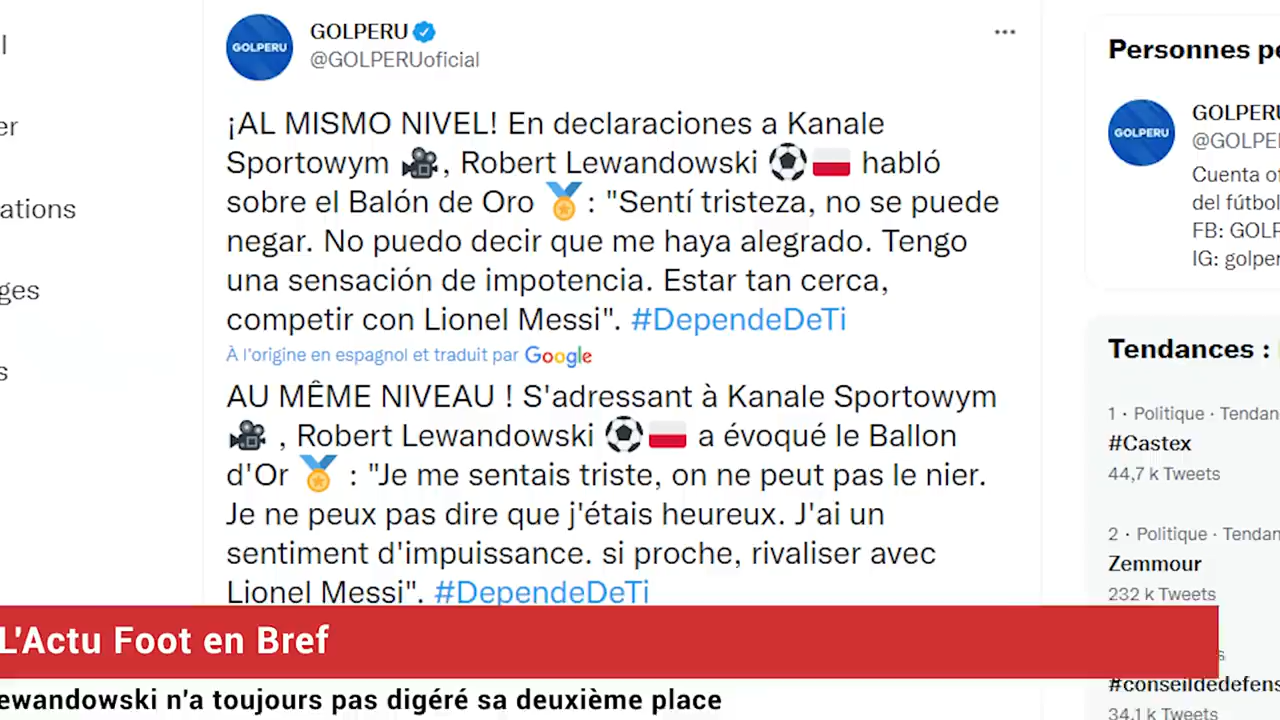 GOLPERU
@GOLPERUoficial
GOLPERU
¡AL MISMO NIVEL! En declaraciones a Kanale
Sportowym 🎥, Robert Lewandowski ⚽🇵🇱 habló
sobre el Balón de Oro 🏅: "Sentí tristeza, no se puede
negar. No puedo decir que me haya alegrado. Tengo
una sensación de impotencia. Estar tan cerca,
competir con Lionel Messi". #DependeDeTi
À l'origine en espagnol et traduit par Google
AU MÊME NIVEAU ! S'adressant à Kanale Sportowym
🎥 , Robert Lewandowski ⚽🇵🇱 a évoqué le Ballon
d'Or 🏅 : "Je me sentais triste, on ne peut pas le nier.
Je ne peux pas dire que j'étais heureux. J'ai un
sentiment d'impuissance. si proche, rivaliser avec
Lionel Messi". #DependeDeTi
l
er
ations
ges
s
Personnes pe
GOLPERU
GOLPERU
@GOLPE
Cuenta of
del fútbol
FB: GOLP
IG: golper
Tendances :
1 · Politique · Tendan
#Castex
44,7 k Tweets
2 · Politique · Tendan
Zemmour
232 k Tweets
s
#conseildedefens
34,1 k Tweets
L'Actu Foot en Bref
ewandowski n'a toujours pas digéré sa deuxième place